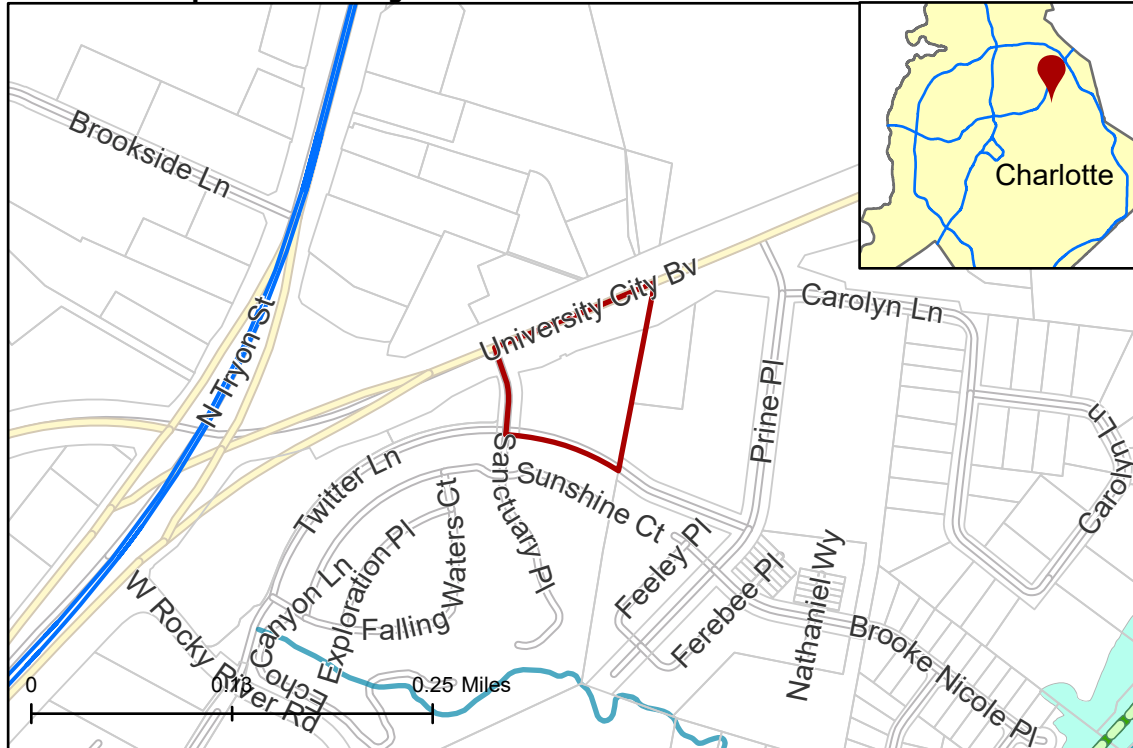 Brookside Ln
N Tryon St
University City Bv
Charlotte
Carolyn Ln
Carolyn Ln
Prine Pl
Twitter Ln
Sanctuary Pl
Sunshine Ct
Canyon Ln
Exploration Pl
Falling Waters Ct
Feeley Pl
Ferebee Pl
Nathaniel Wy
Brooke Nicole Pl
W Rocky River Rd
Echo
0 0.13 0.25 Miles